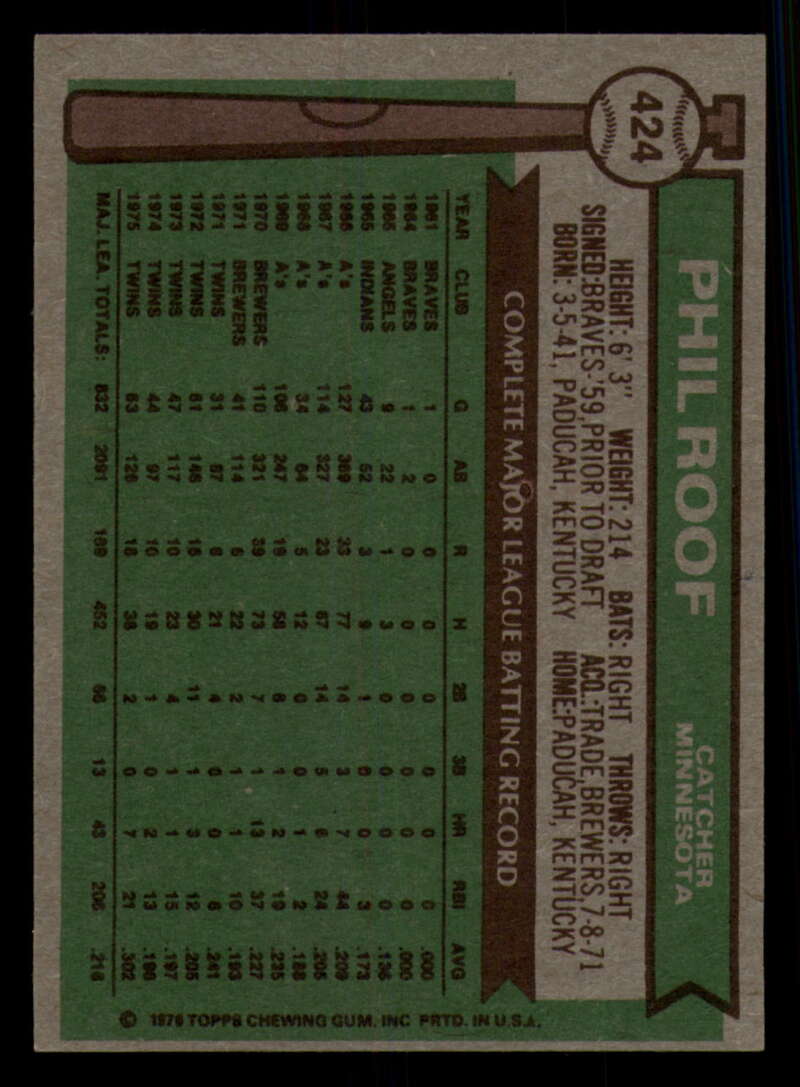 424
PHIL ROOF
CATCHER
MINNESOTA
HEIGHT: 6' 3" WEIGHT: 214 BATS: RIGHT THROWS: RIGHT
SIGNED: BRAVES-'59, PRIOR TO DRAFT ACQ.: TRADE, BREWERS, 7-8-71
BORN: 3-5-41, PADUCAH, KENTUCKY HOME: PADUCAH, KENTUCKY
COMPLETE MAJOR LEAGUE BATTING RECORD
YEAR CLUB G AB R H 2B 3B HR RBI AVG
1961 BRAVES 1 0 0 0 0 0 0 0 .000
1964 BRAVES 1 2 0 0 0 0 0 0 .000
1965 ANGELS 9 22 1 3 0 0 0 0 .136
1965 INDIANS 43 52 3 9 1 0 0 3 .173
1966 A's 127 369 33 77 14 3 7 44 .209
1967 A's 114 327 23 67 14 5 6 24 .205
1968 A's 34 64 5 12 0 0 1 2 .188
1969 A's 106 247 19 58 6 1 2 19 .235
1970 BREWERS 110 321 39 73 7 1 13 37 .227
1971 BREWERS 41 114 6 22 2 1 1 10 .193
1971 TWINS 31 87 6 21 4 0 0 6 .241
1972 TWINS 61 146 16 30 11 1 3 12 .205
1973 TWINS 47 117 10 23 4 1 1 15 .197
1974 TWINS 44 97 10 19 1 0 2 13 .196
1975 TWINS 63 126 18 38 2 0 7 21 .302
MAJ. LEA. TOTALS: 832 2091 189 452 66 13 43 206 .216
© 1976 TOPPS CHEWING GUM, INC PRTD. IN U.S.A.